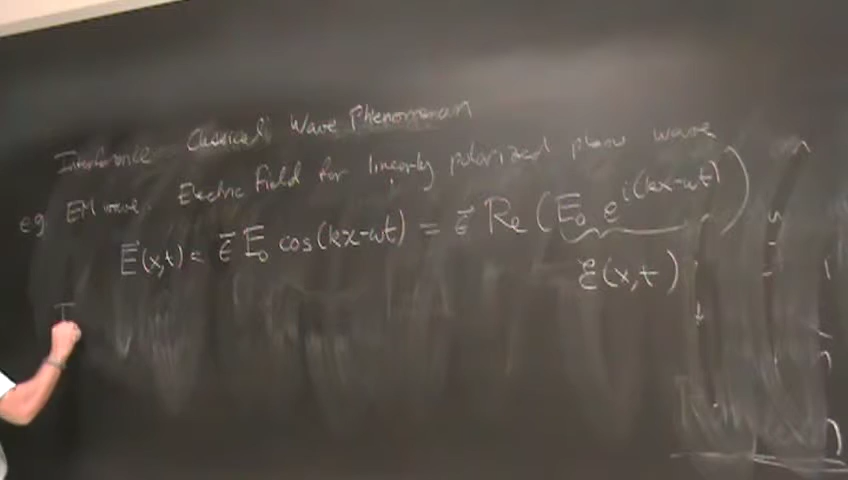 Interference Classical Wave Phenomenon
eg EM wave. Electric field for linearly polarized plane wave
E⃗(x,t) = ε⃗ E₀ cos(kx-ωt) = ε⃗ Re (E₀ e^{i(kx-ωt)})
ℰ(x,t)
I